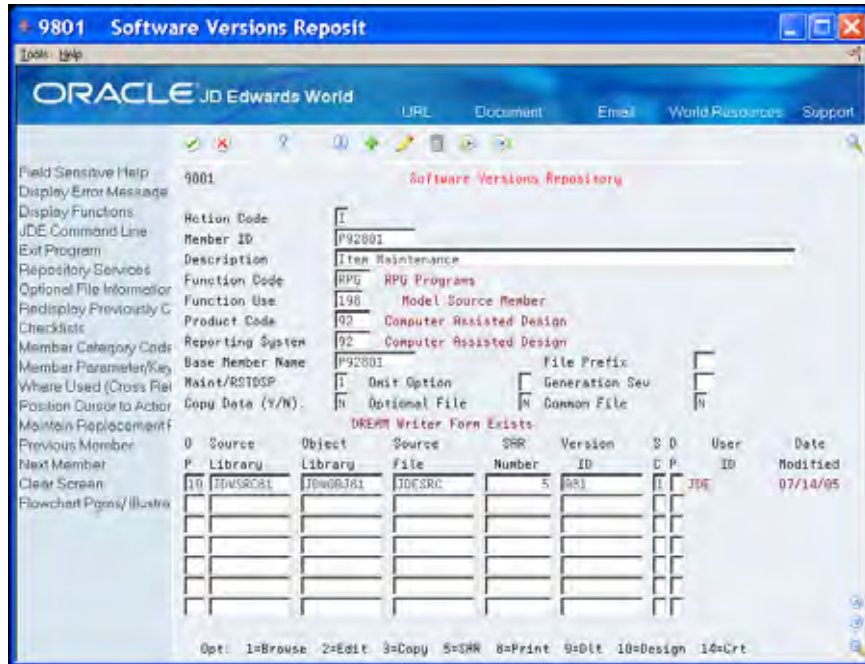 9801 Software Versions Reposit
Tools Help
ORACLE JD Edwards World
URL Document Email World Resources Support
Field Sensitive Help
Display Error Message
Display Functions
JDE Command Line
Exit Program
Repository Services
Optional File Information
Redisplay Previously C
Checklists
Member Category Code
Member Parameter/Key
Where Used (Cross Ref
Position Cursor to Action
Maintain Replacement F
Previous Member
Next Member
Clear Screen
Flowchart Pgms/Illustra
9801 Software Versions Repository
Action Code I
Member ID P92801
Description Item Maintenance
Function Code RPG RPG Programs
Function Use 198 Model Source Member
Product Code 92 Computer Assisted Design
Reporting System 92 Computer Assisted Design
Base Member Name P92801 File Prefix
Maint/RSTDSP 1 Omit Option Generation Sev
Copy Data (Y/N). N Optional File N Common File N
DREAM Writer Form Exists
O Source Object Source SAR Version S D User Date
P Library Library File Number ID C P ID Modified
10 JDWSRC81 JDWOBJ81 JDESRC 5 081 1 JDE 07/14/05
Opt: 1=Browse 2=Edit 3=Copy 5=SAR 8=Print 9=Dlt 10=Design 14=Crt